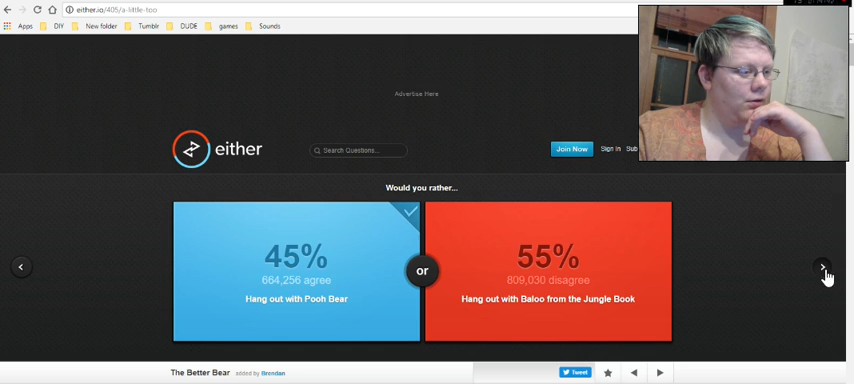 either.io/405/a-little-too
Apps DIY New folder Tumblr DUDE games Sounds
Advertise Here
either
Search Questions...
Join Now Sign In Sub
Would you rather...
45%
664,256 agree
Hang out with Pooh Bear
or
55%
809,030 disagree
Hang out with Baloo from the Jungle Book
The Better Bear added by Brendan
Tweet